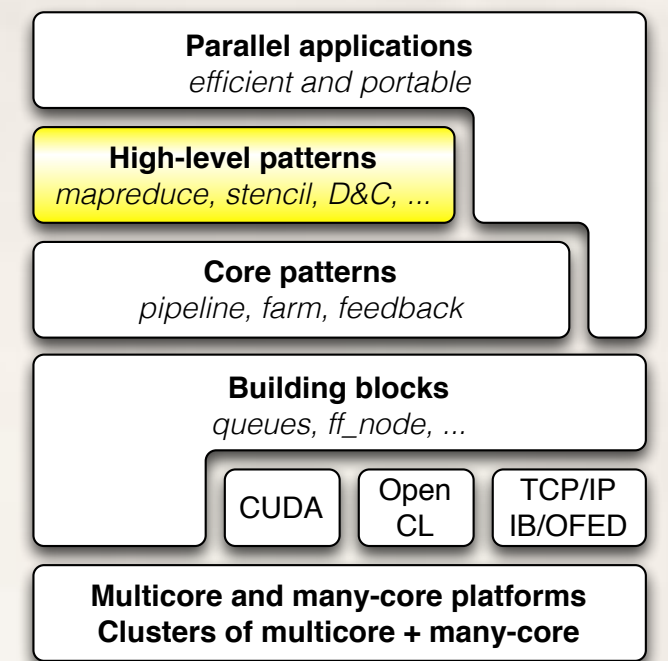 Parallel applications
efficient and portable
High-level patterns
mapreduce, stencil, D&C, ...
Core patterns
pipeline, farm, feedback
Building blocks
queues, ff_node, ...
CUDA
Open
CL
TCP/IP
IB/OFED
Multicore and many-core platforms
Clusters of multicore + many-core